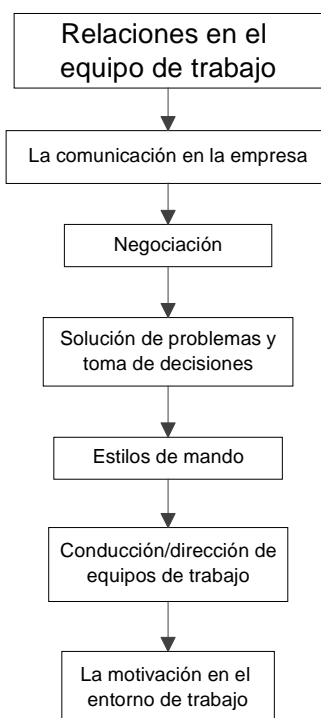 Relaciones en el
equipo de trabajo
La comunicación en la empresa
Negociación
Solución de problemas y
toma de decisiones
Estilos de mando
Conducción/dirección de
equipos de trabajo
La motivación en el
entorno de trabajo